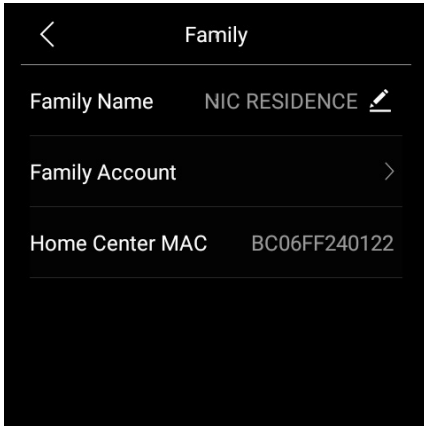 Family
Family Name NIC RESIDENCE
Family Account
Home Center MAC BC06FF240122